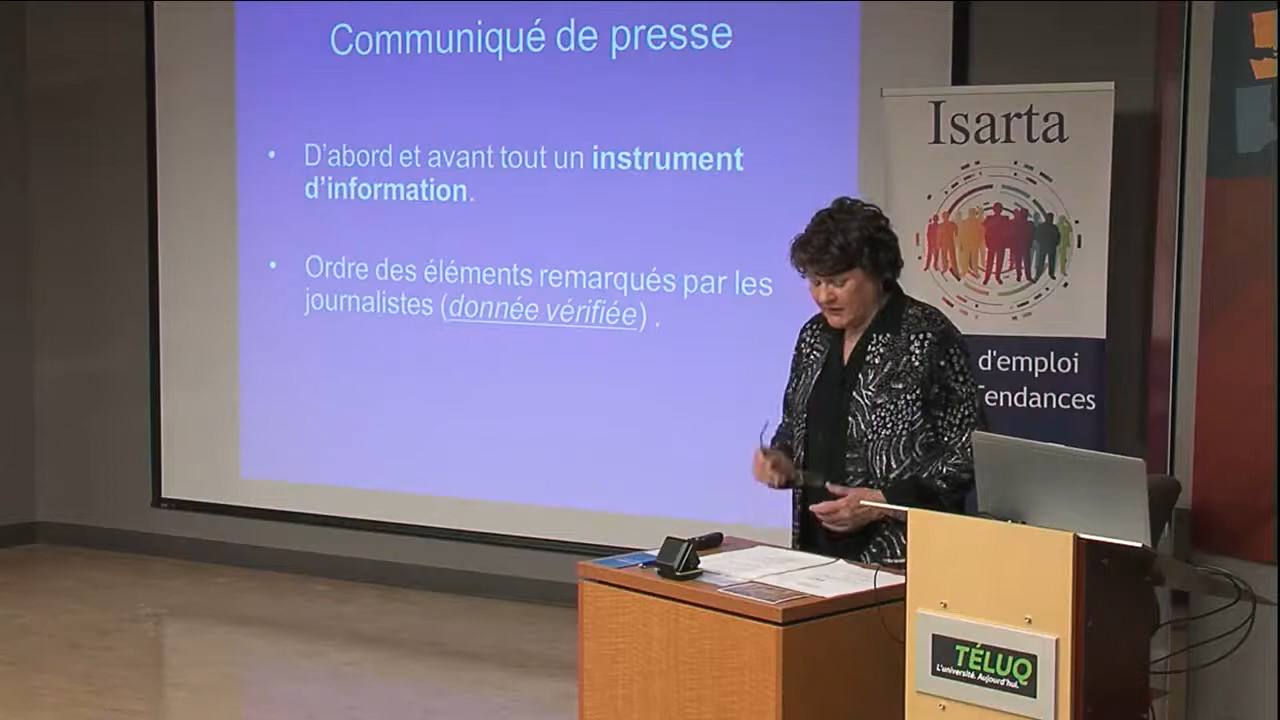 Communiqué de presse
• D'abord et avant tout un instrument
d'information.
• Ordre des éléments remarqués par les
journalistes (donnée vérifiée) .
Isarta
d'emploi
Tendances
TÉLUQ
L'université. Aujourd'hui.